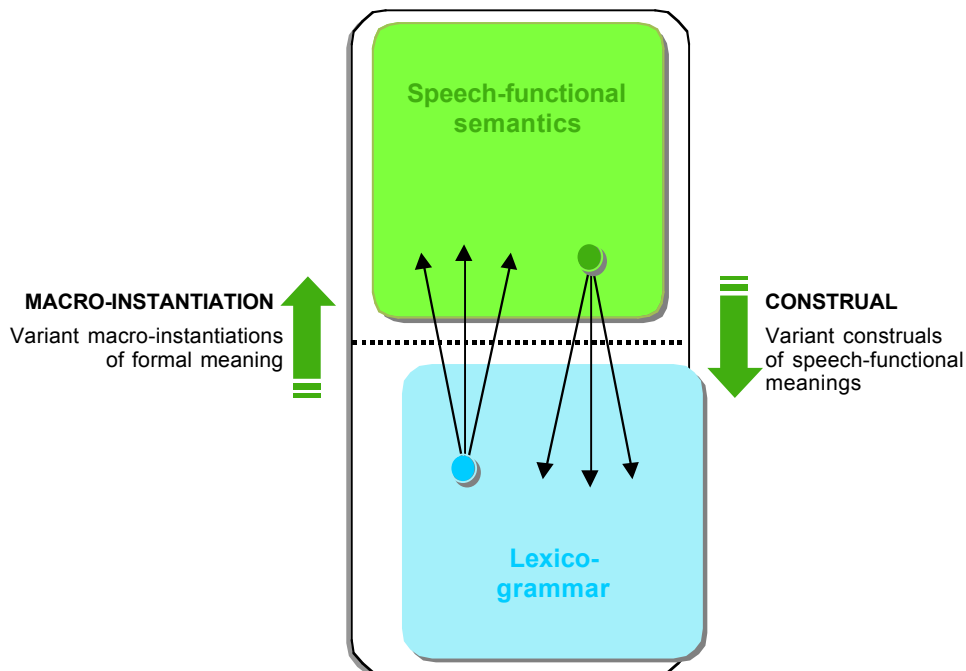 Speech-functional
semantics
MACRO-INSTANTIATION
Variant macro-instantiations
of formal meaning
CONSTRUAL
Variant construals
of speech-functional
meanings
Lexico-
grammar